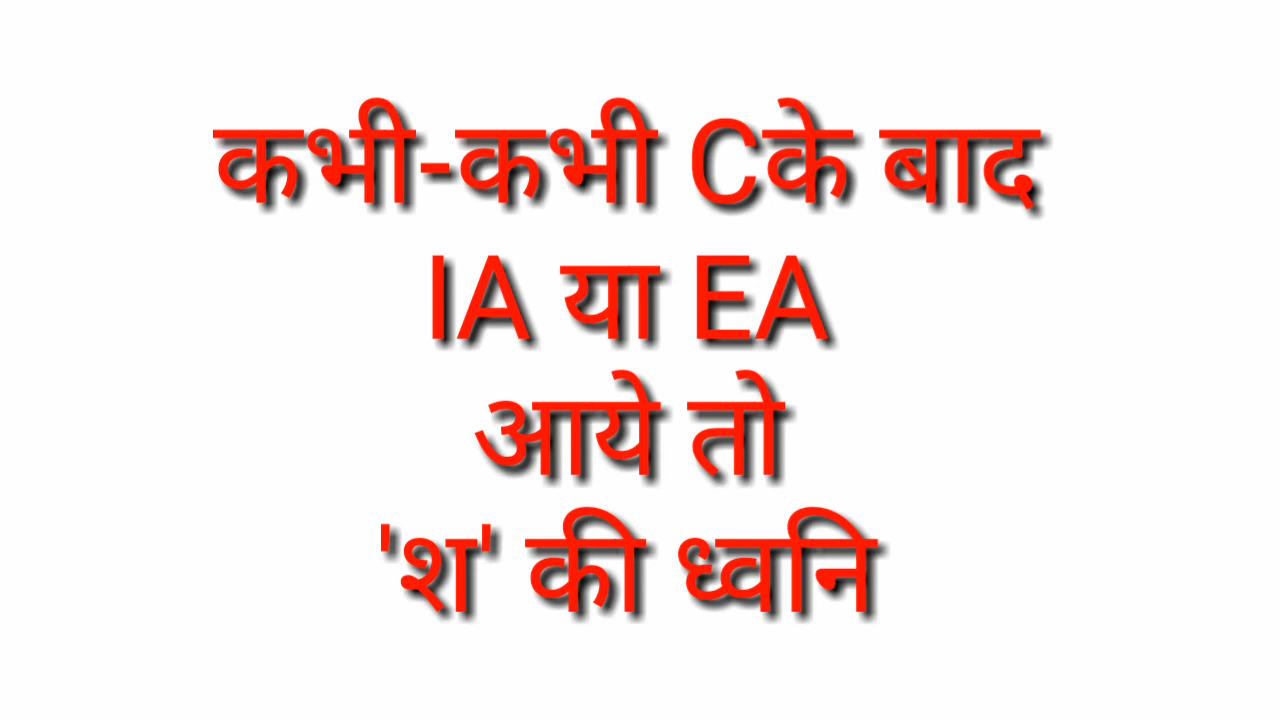 कभी-कभी Cके बाद
IA या EA
आये तो
'श' की ध्वनि